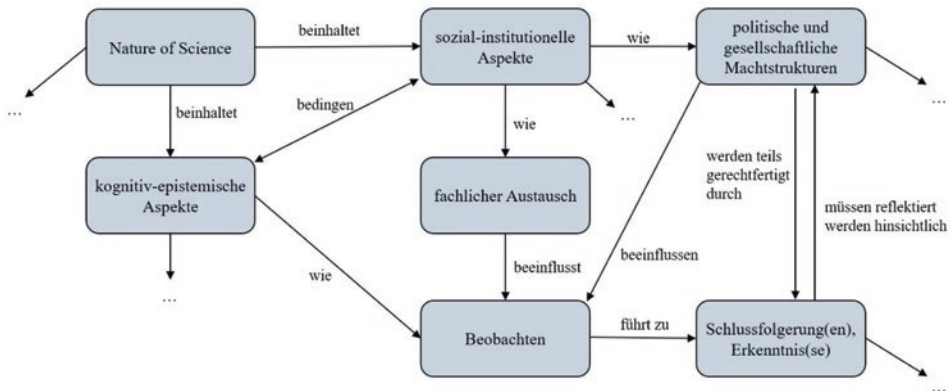 Nature of Science
beinhaltet
sozial-institutionelle
Aspekte
wie
politische und
gesellschaftliche
Machtstrukturen
...
...
...
beinhaltet
bedingen
wie
kognitiv-epistemische
Aspekte
fachlicher Austausch
werden teils
gerechtfertigt
durch
müssen reflektiert
werden hinsichtlich
...
wie
beeinflusst
beeinflussen
Beobachten
führt zu
Schlussfolgerung(en),
Erkenntnis(se)
...